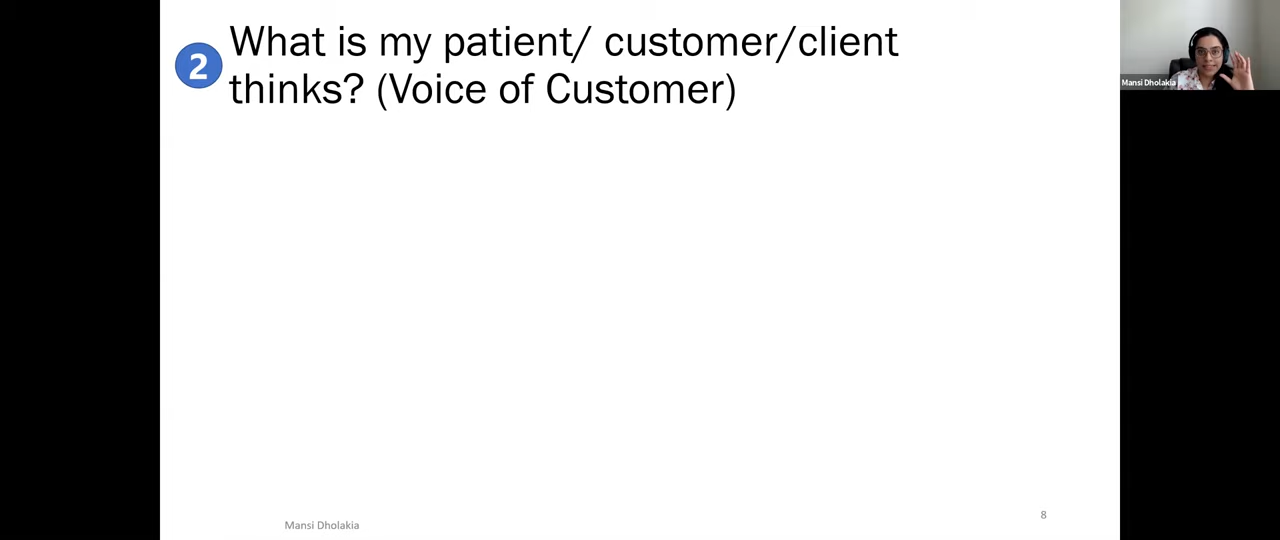 2
What is my patient/ customer/client
thinks? (Voice of Customer)
Mansi Dholakia
Mansi Dholakia
8